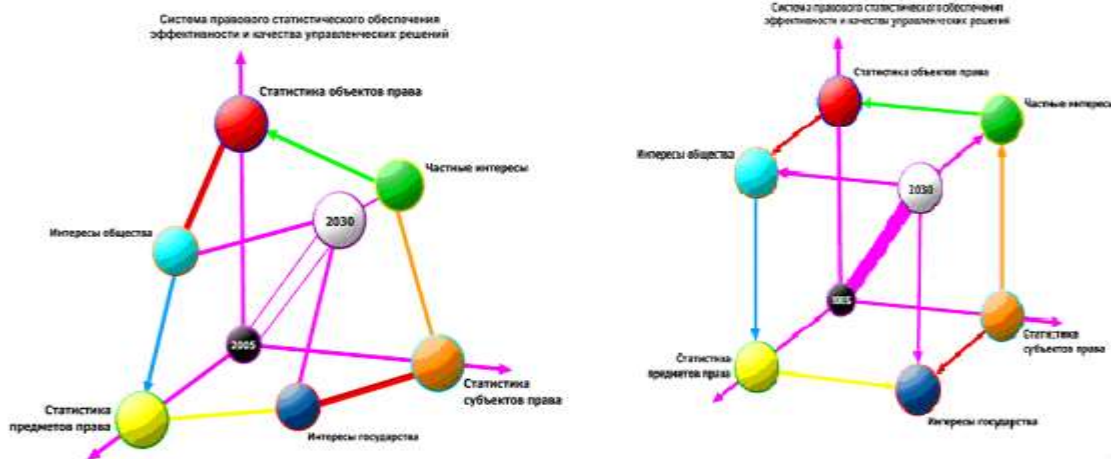 Система правового статистического обеспечения
эффективности и качества управленческих решений
Статистика объектов права
Частные интересы
2030
Интересы общества
2005
Статистика
субъектов права
Статистика
предметов права
Интересы государства
Система правового статистического обеспечения
эффективности и качества управленческих решений
Статистика объектов права
Частные интересы
Интересы общества
2030
Статистика
субъектов права
Статистика
предметов права
Интересы государства